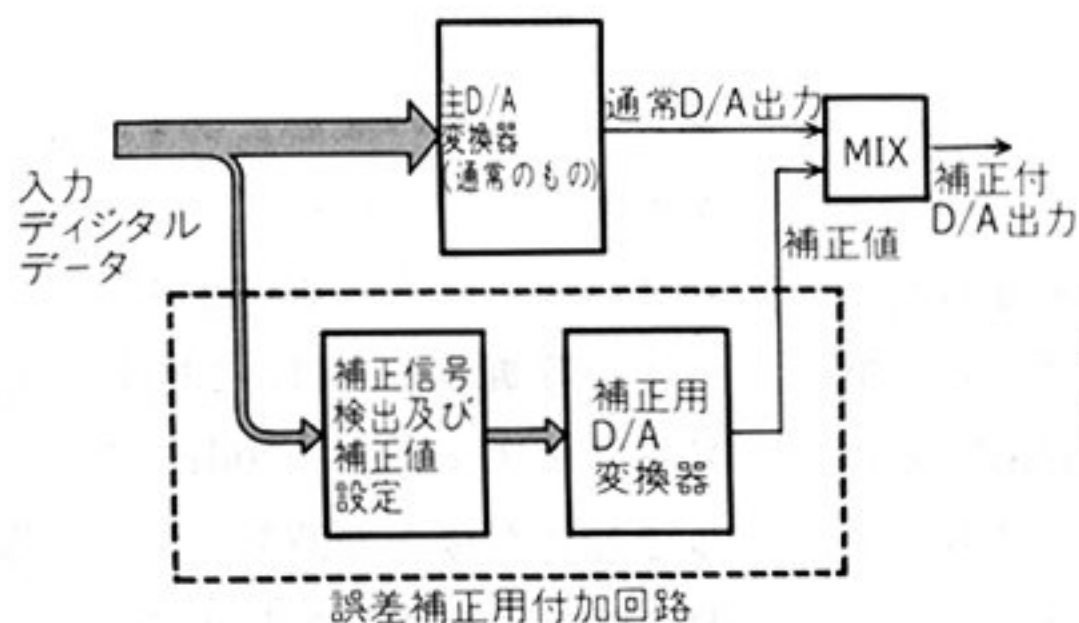 主D/A
変換器
(通常のもの)
通常D/A出力
MIX
補正付
D/A出力
入力
ディジタル
データ
補正値
補正信号
検出及び
補正値
設定
補正用
D/A
変換器
誤差補正用付加回路